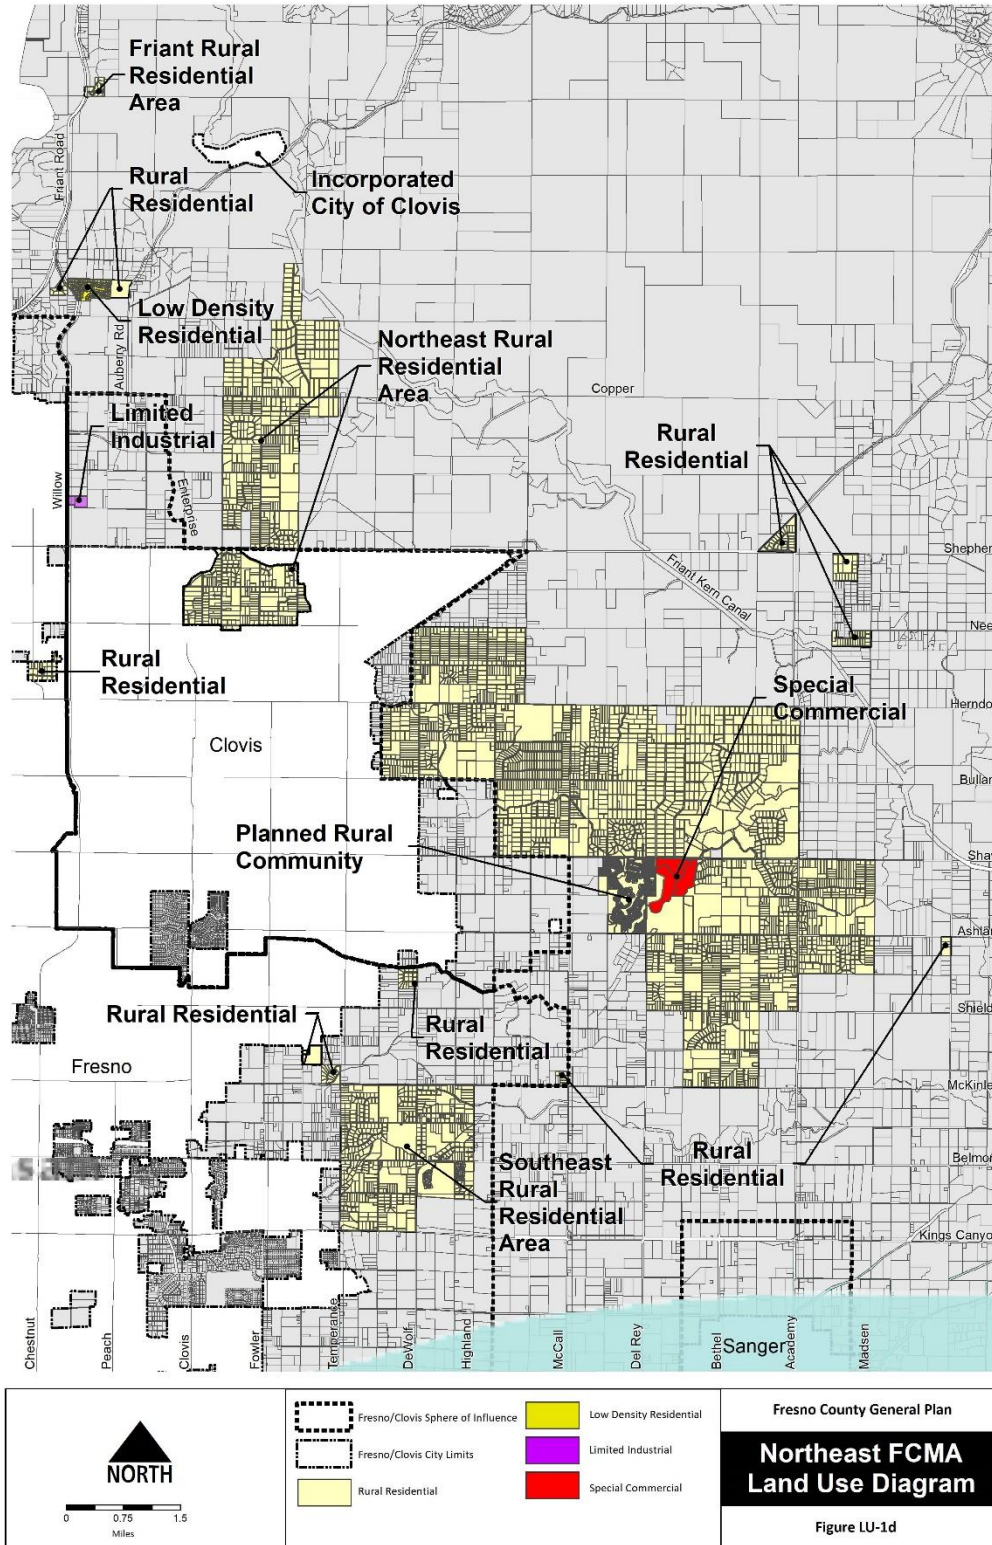 Friant Rural
Residential
Area
Friant Road
Rural
Residential
Incorporated
City of Clovis
Low Density
Residential
Auberry Rd
Northeast Rural
Residential
Area
Copper
Limited
Industrial
Willow
Enterprise
Rural
Residential
Shepher
Friant Kern Canal
Nee
Rural
Residential
Special
Commercial
Herndo
Clovis
Bullar
Planned Rural
Community
Sha
Ashlan
Rural Residential
Rural
Residential
Shield
Fresno
McKinle
Rural
Residential
Belmon
Southeast
Rural
Residential
Area
Kings Canyo
Chestnut
Peach
Clovis
Fowler
Temperance
DeWolf
Highland
McCall
Del Rey
Bethel
Sanger
Academy
Madsen
NORTH
0 0.75 1.5
Miles
Fresno/Clovis Sphere of Influence
Fresno/Clovis City Limits
Rural Residential
Low Density Residential
Limited Industrial
Special Commercial
Fresno County General Plan
Northeast FCMA
Land Use Diagram
Figure LU-1d